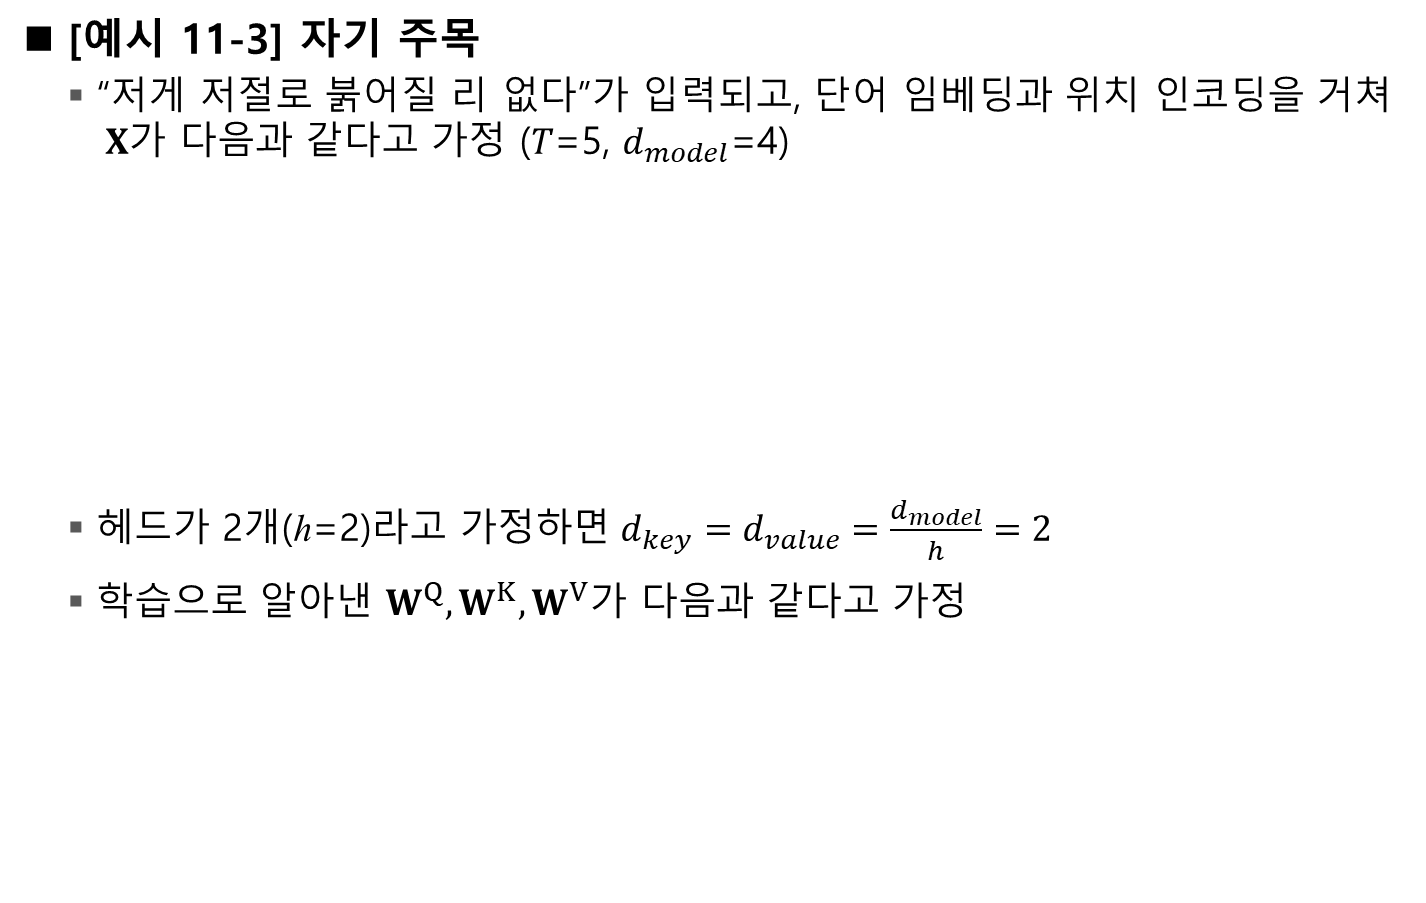 ■ [예시 11-3] 자기 주목
▪ “저게 저절로 붉어질 리 없다”가 입력되고, 단어 임베딩과 위치 인코딩을 거쳐
𝐗가 다음과 같다고 가정 (T=5, d_model=4)
▪ 헤드가 2개(h=2)라고 가정하면 d_key = d_value = d_model/h = 2
▪ 학습으로 알아낸 𝐖^Q, 𝐖^K, 𝐖^V가 다음과 같다고 가정